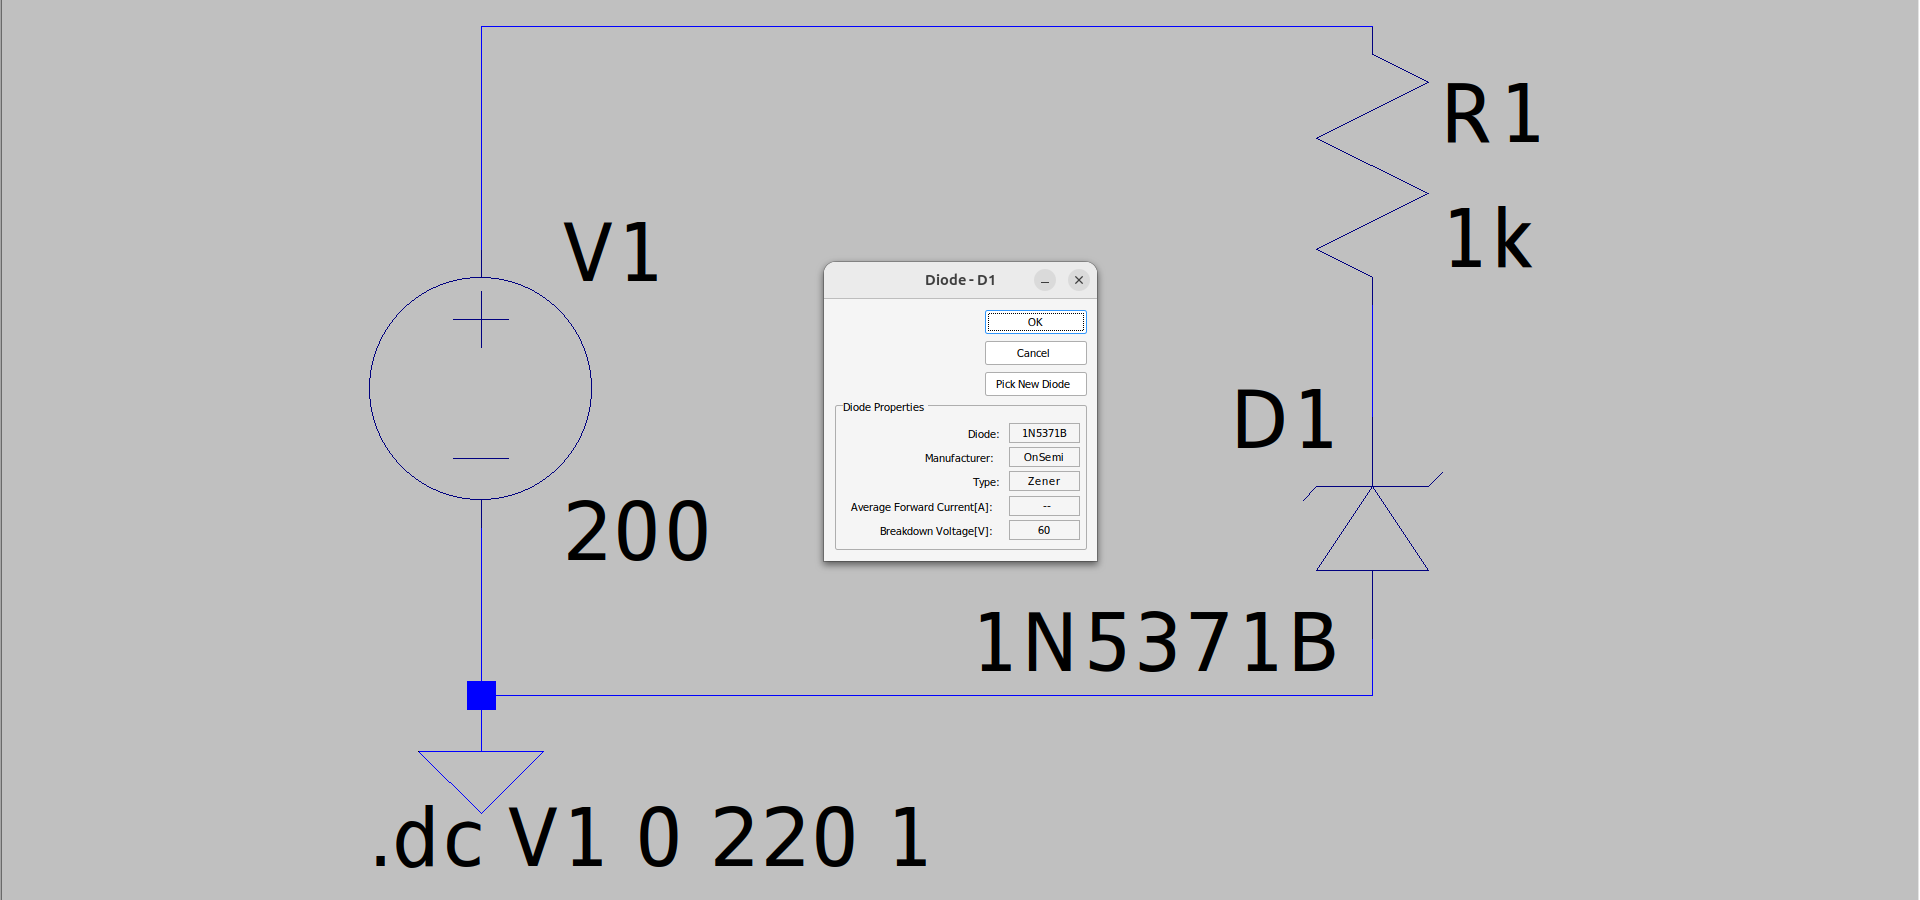 R1
1k
V1
200
Diode - D1
OK
Cancel
Pick New Diode
Diode Properties
Diode: 1N5371B
Manufacturer: OnSemi
Type: Zener
Average Forward Current[A]: --
Breakdown Voltage[V]: 60
D1
1N5371B
.dc V1 0 220 1